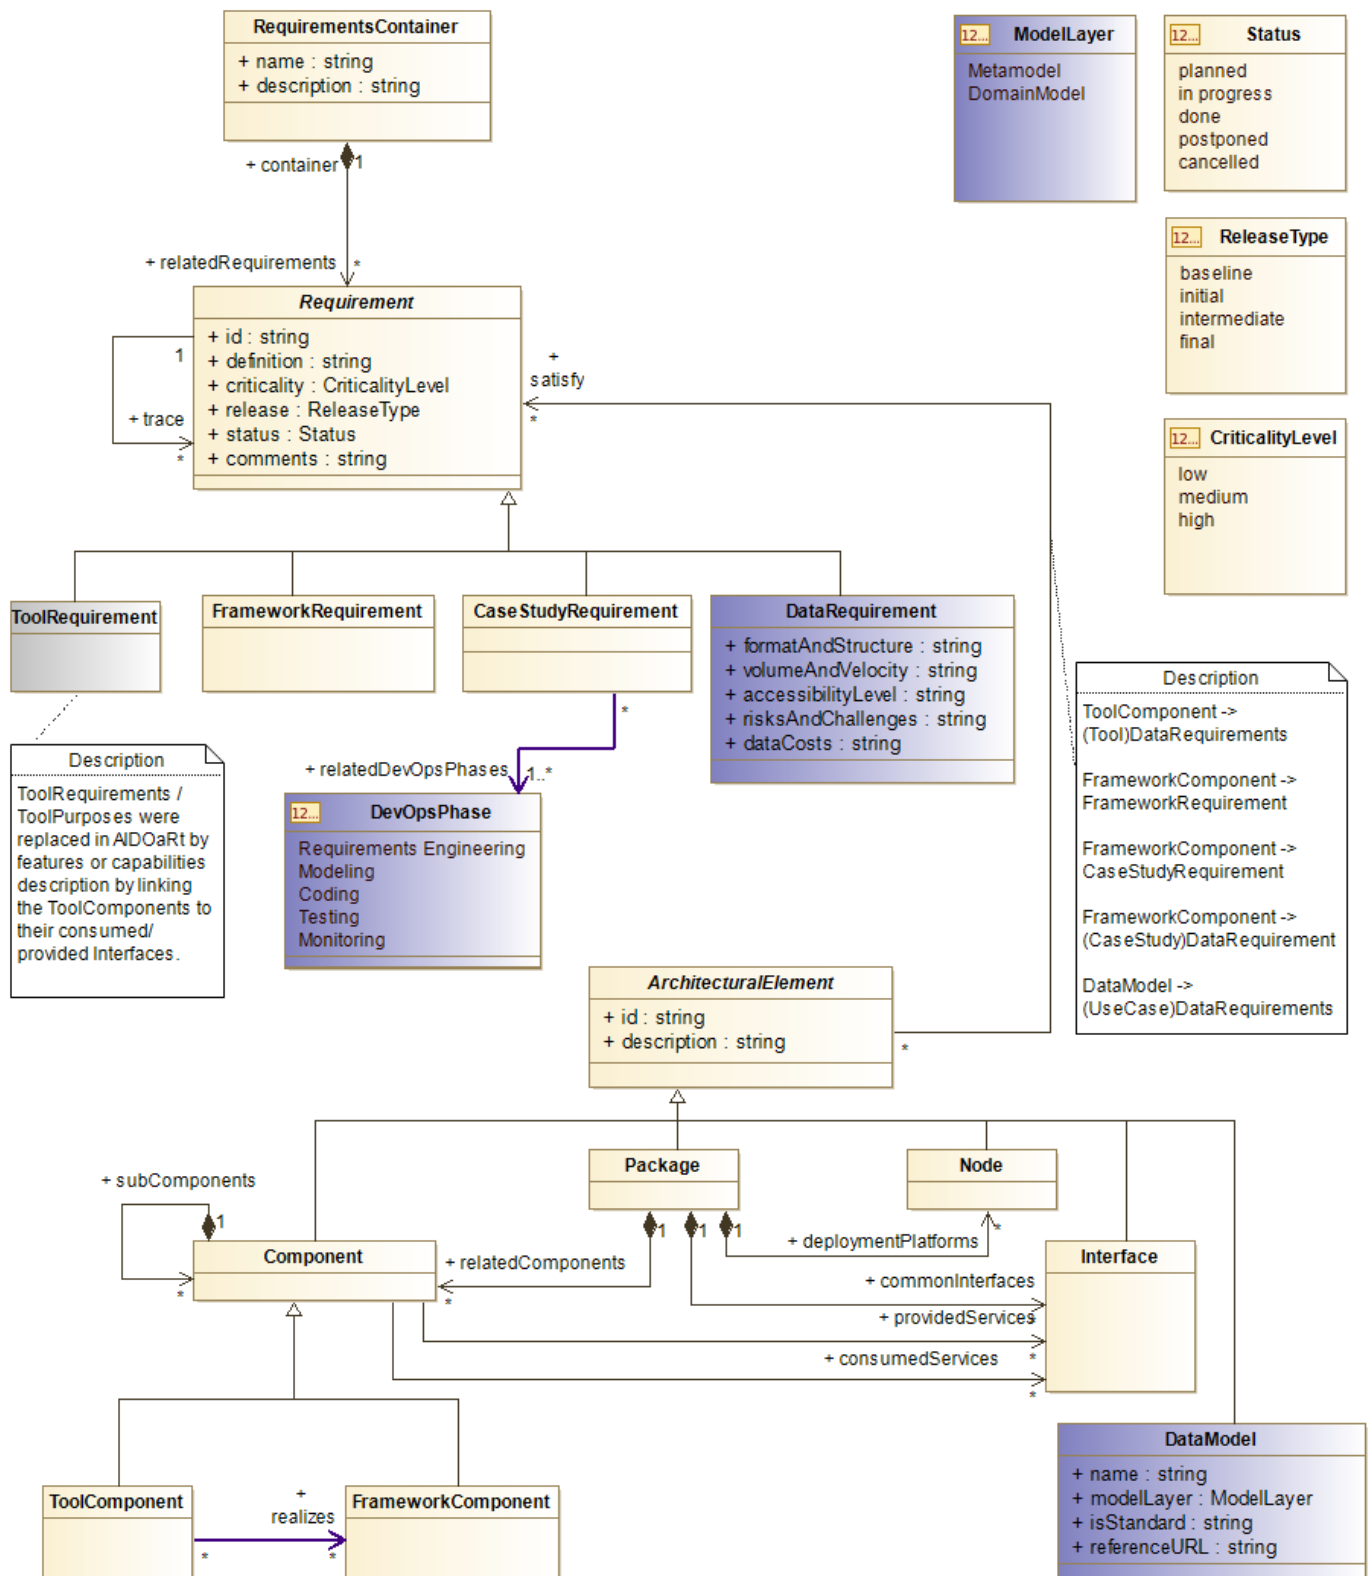 RequirementsContainer
+ name : string
+ description : string
+ container
1
+ relatedRequirements
*
Requirement
+ id : string
+ definition : string
+ criticality : CriticalityLevel
+ release : ReleaseType
+ status : Status
+ comments : string
1
+ trace
*
+
satisfy
*
12...
ModelLayer
Metamodel
DomainModel
12...
Status
planned
in progress
done
postponed
cancelled
12...
ReleaseType
baseline
initial
intermediate
final
12...
CriticalityLevel
low
medium
high
ToolRequirement
FrameworkRequirement
CaseStudyRequirement
DataRequirement
+ formatAndStructure : string
+ volumeAndVelocity : string
+ accessibilityLevel : string
+ risksAndChallenges : string
+ dataCosts : string
*
+ relatedDevOpsPhases
1..*
Description
ToolRequirements /
ToolPurposes were
replaced in AIDOaRt by
features or capabilities
description by linking
the ToolComponents to
their consumed/
provided Interfaces.
12...
DevOpsPhase
Requirements Engineering
Modeling
Coding
Testing
Monitoring
Description
ToolComponent ->
(Tool)DataRequirements
FrameworkComponent ->
FrameworkRequirement
FrameworkComponent ->
CaseStudyRequirement
FrameworkComponent ->
(CaseStudy)DataRequirement
DataModel ->
(UseCase)DataRequirements
ArchitecturalElement
+ id : string
+ description : string
*
Package
Node
+ subComponents
1
*
Component
1
1
1
+ deploymentPlatforms
*
+ relatedComponents
*
+ commonInterfaces
*
+ providedServices
*
+ consumedServices
*
Interface
ToolComponent
+
realizes
*
*
FrameworkComponent
DataModel
+ name : string
+ modelLayer : ModelLayer
+ isStandard : string
+ referenceURL : string